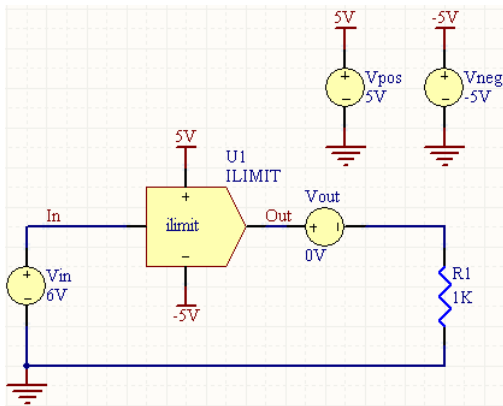 5V
-5V
+
Vpos
5V
−
+
Vneg
-5V
−
5V
U1
ILIMIT
+
In
ilimit
Out
Vout
+
−
0V
−
-5V
+
Vin
6V
−
R1
1K